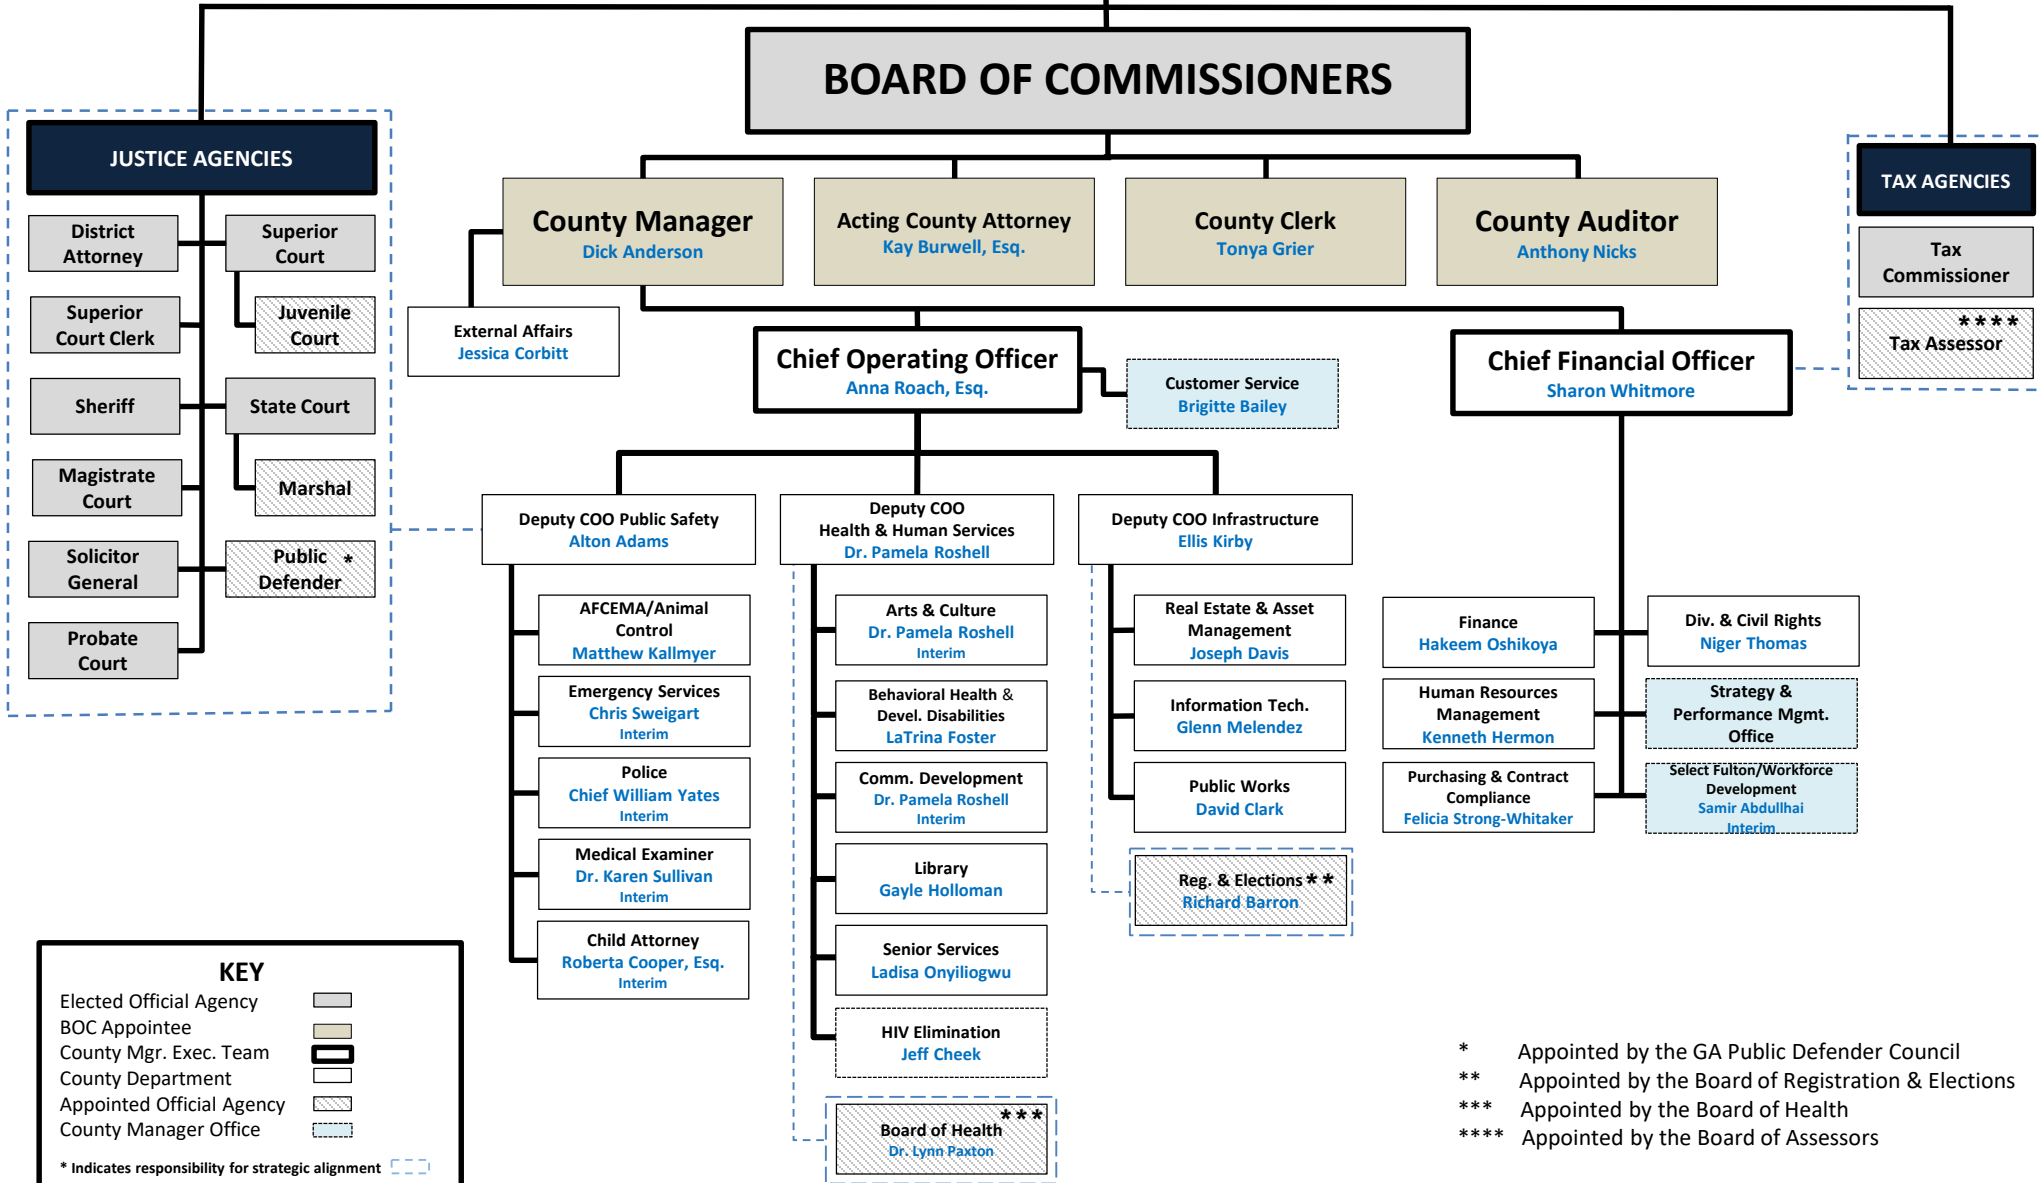 BOARD OF COMMISSIONERS
JUSTICE AGENCIES
District
Attorney
Superior
Court
Superior
Court Clerk
Juvenile
Court
Sheriff
State Court
Magistrate
Court
Marshal
Solicitor
General
Public *
Defender
Probate
Court
County Manager
Dick Anderson
Acting County Attorney
Kay Burwell, Esq.
County Clerk
Tonya Grier
County Auditor
Anthony Nicks
TAX AGENCIES
Tax
Commissioner
****
Tax Assessor
External Affairs
Jessica Corbitt
Chief Operating Officer
Anna Roach, Esq.
Customer Service
Brigitte Bailey
Chief Financial Officer
Sharon Whitmore
Deputy COO Public Safety
Alton Adams
Deputy COO
Health & Human Services
Dr. Pamela Roshell
Deputy COO Infrastructure
Ellis Kirby
AFCEMA/Animal
Control
Matthew Kallmyer
Emergency Services
Chris Sweigart
Interim
Police
Chief William Yates
Interim
Medical Examiner
Dr. Karen Sullivan
Interim
Child Attorney
Roberta Cooper, Esq.
Interim
Arts & Culture
Dr. Pamela Roshell
Interim
Behavioral Health &
Devel. Disabilities
LaTrina Foster
Comm. Development
Dr. Pamela Roshell
Interim
Library
Gayle Holloman
Senior Services
Ladisa Onyiliogwu
HIV Elimination
Jeff Cheek
***
Board of Health
Dr. Lynn Paxton
Real Estate & Asset
Management
Joseph Davis
Information Tech.
Glenn Melendez
Public Works
David Clark
Reg. & Elections **
Richard Barron
Finance
Hakeem Oshikoya
Div. & Civil Rights
Niger Thomas
Human Resources
Management
Kenneth Hermon
Strategy &
Performance Mgmt.
Office
Purchasing & Contract
Compliance
Felicia Strong-Whitaker
Select Fulton/Workforce
Development
Samir Abdullhai
Interim
KEY
Elected Official Agency
BOC Appointee
County Mgr. Exec. Team
County Department
Appointed Official Agency
County Manager Office
* Indicates responsibility for strategic alignment
* Appointed by the GA Public Defender Council
** Appointed by the Board of Registration & Elections
*** Appointed by the Board of Health
**** Appointed by the Board of Assessors